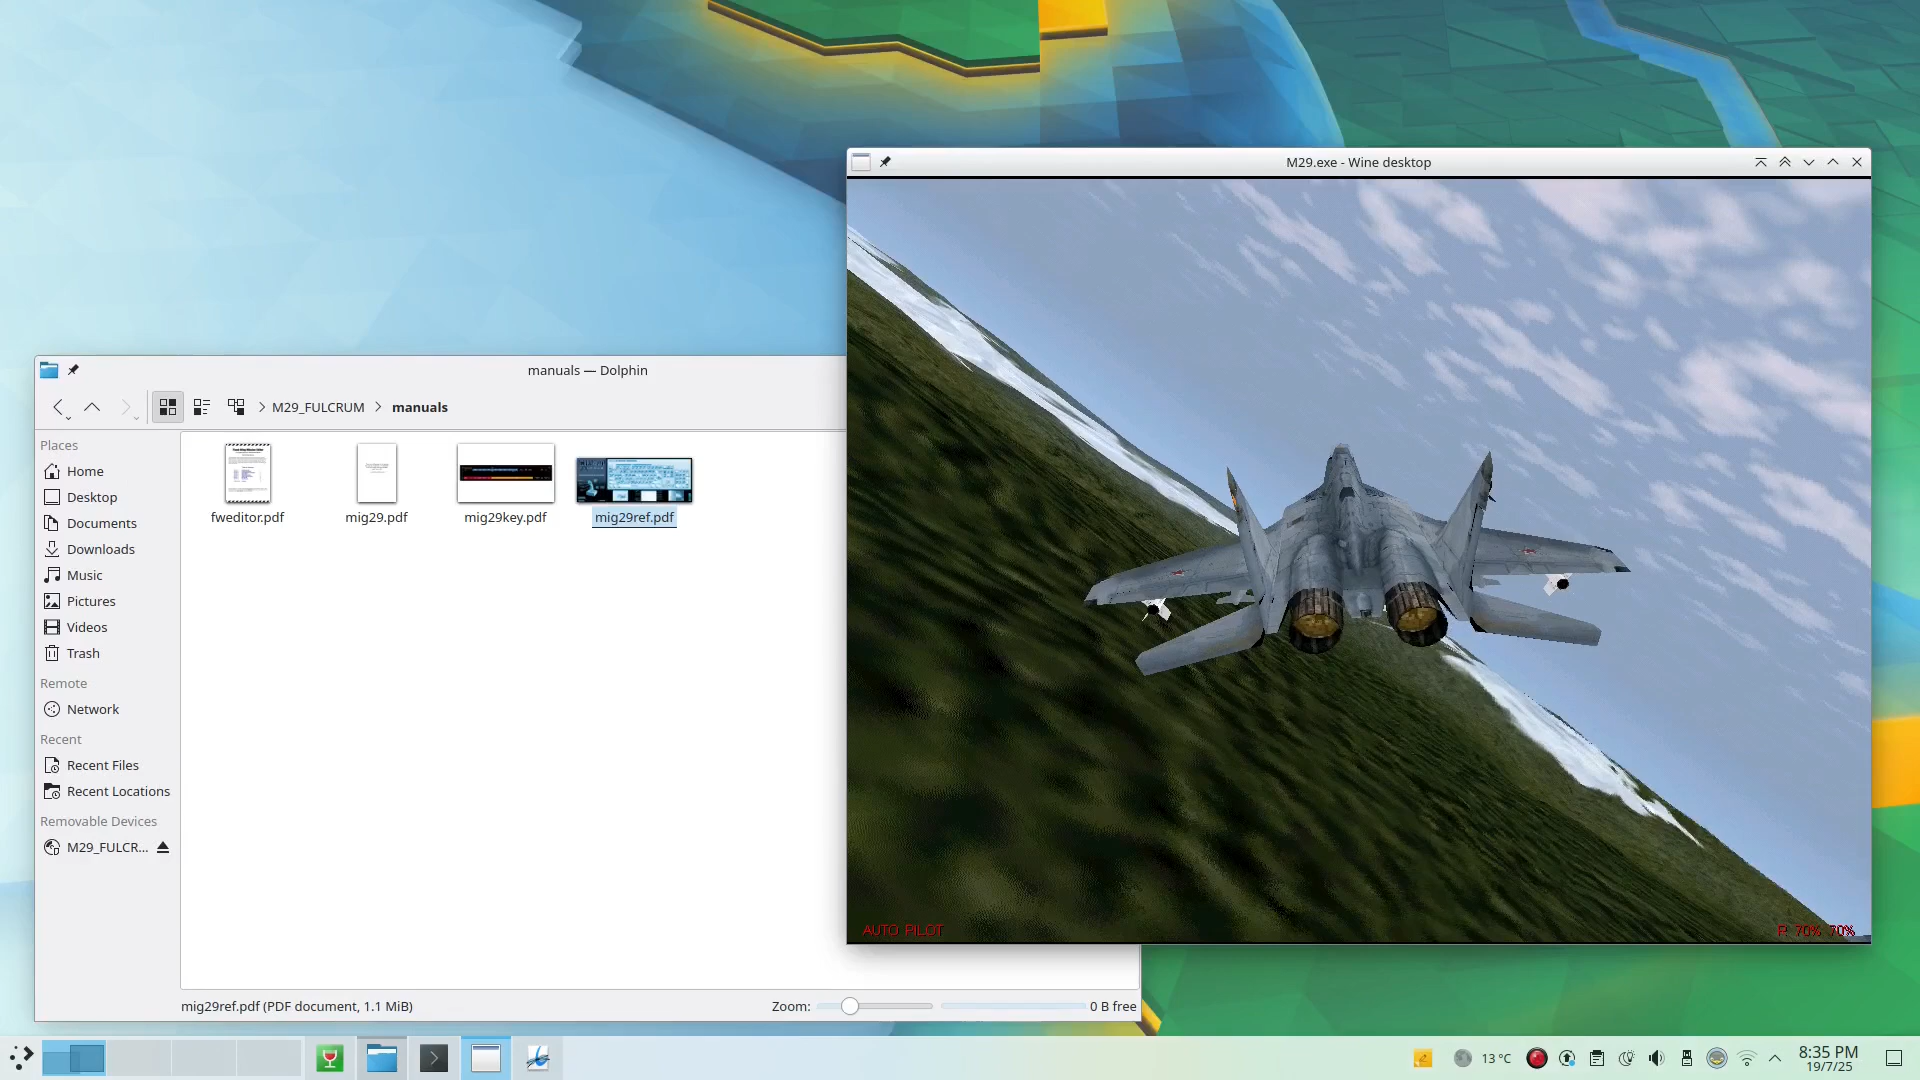 M29.exe - Wine desktop
AUTO PILOT
R 70% 70%
manuals — Dolphin
M29_FULCRUM
manuals
Places
Home
Desktop
Documents
Downloads
Music
Pictures
Videos
Trash
Remote
Network
Recent
Recent Files
Recent Locations
Removable Devices
M29_FULCR...
fweditor.pdf
mig29.pdf
mig29key.pdf
mig29ref.pdf
mig29ref.pdf (PDF document, 1.1 MiB)
Zoom:
0 B free
13 °C
8:35 PM
19/7/25